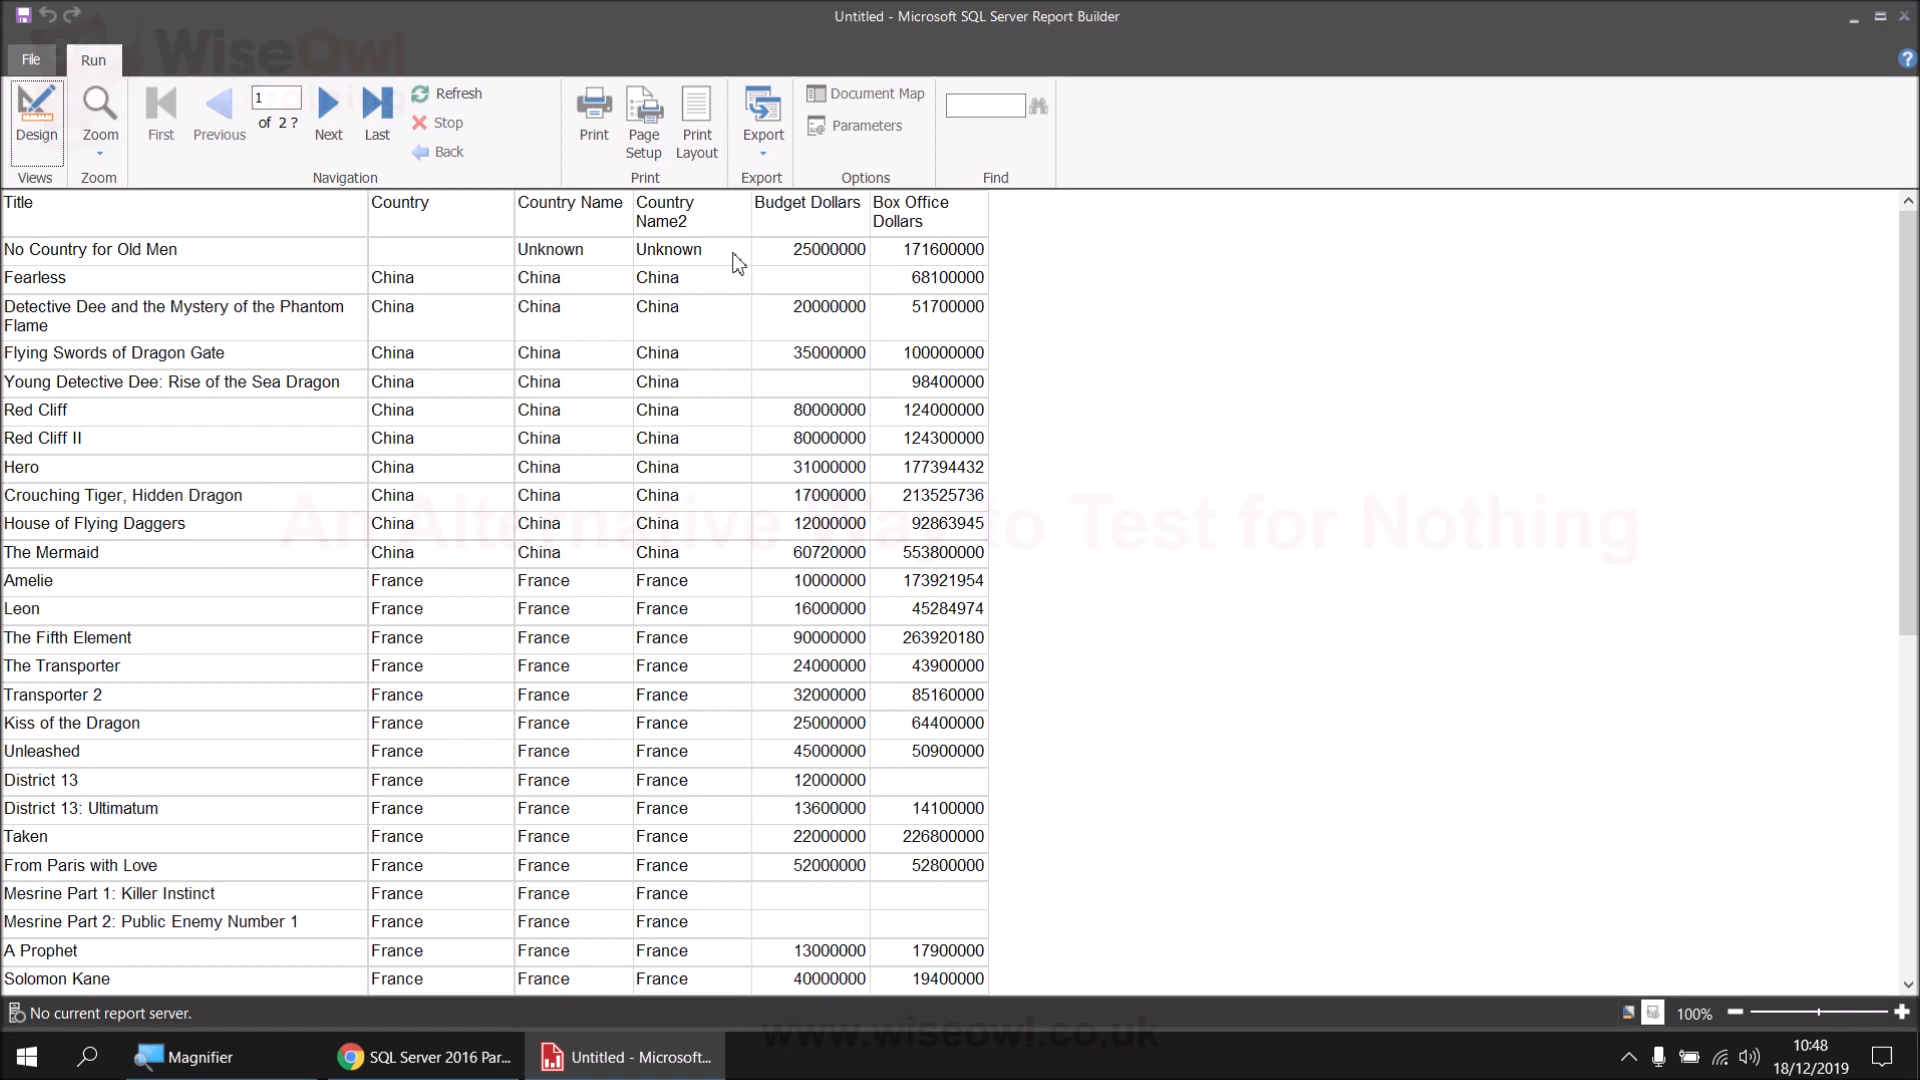 Untitled - Microsoft SQL Server Report Builder
WiseOwl
File
Run
Design
Zoom
First
Previous
1
of 2 ?
Next
Last
Refresh
Stop
Back
Print
Page Setup
Print Layout
Export
Document Map
Parameters
Views
Zoom
Navigation
Print
Export
Options
Find
Title Country Country Name Country Name2 Budget Dollars Box Office Dollars
No Country for Old Men Unknown Unknown 25000000 171600000
Fearless China China China 68100000
Detective Dee and the Mystery of the Phantom Flame China China China 20000000 51700000
Flying Swords of Dragon Gate China China China 35000000 100000000
Young Detective Dee: Rise of the Sea Dragon China China China 98400000
Red Cliff China China China 80000000 124000000
Red Cliff II China China China 80000000 124300000
Hero China China China 31000000 177394432
Crouching Tiger, Hidden Dragon China China China 17000000 213525736
An Alternative Way to Test for Nothing
House of Flying Daggers China China China 12000000 92863945
The Mermaid China China China 60720000 553800000
Amelie France France France 10000000 173921954
Leon France France France 16000000 45284974
The Fifth Element France France France 90000000 263920180
The Transporter France France France 24000000 43900000
Transporter 2 France France France 32000000 85160000
Kiss of the Dragon France France France 25000000 64400000
Unleashed France France France 45000000 50900000
District 13 France France France 12000000
District 13: Ultimatum France France France 13600000 14100000
Taken France France France 22000000 226800000
From Paris with Love France France France 52000000 52800000
Mesrine Part 1: Killer Instinct France France France
Mesrine Part 2: Public Enemy Number 1 France France France
A Prophet France France France 13000000 17900000
Solomon Kane France France France 40000000 19400000
No current report server.
100%
www.wiseowl.co.uk
Magnifier
SQL Server 2016 Par...
Untitled - Microsoft...
10:48
18/12/2019